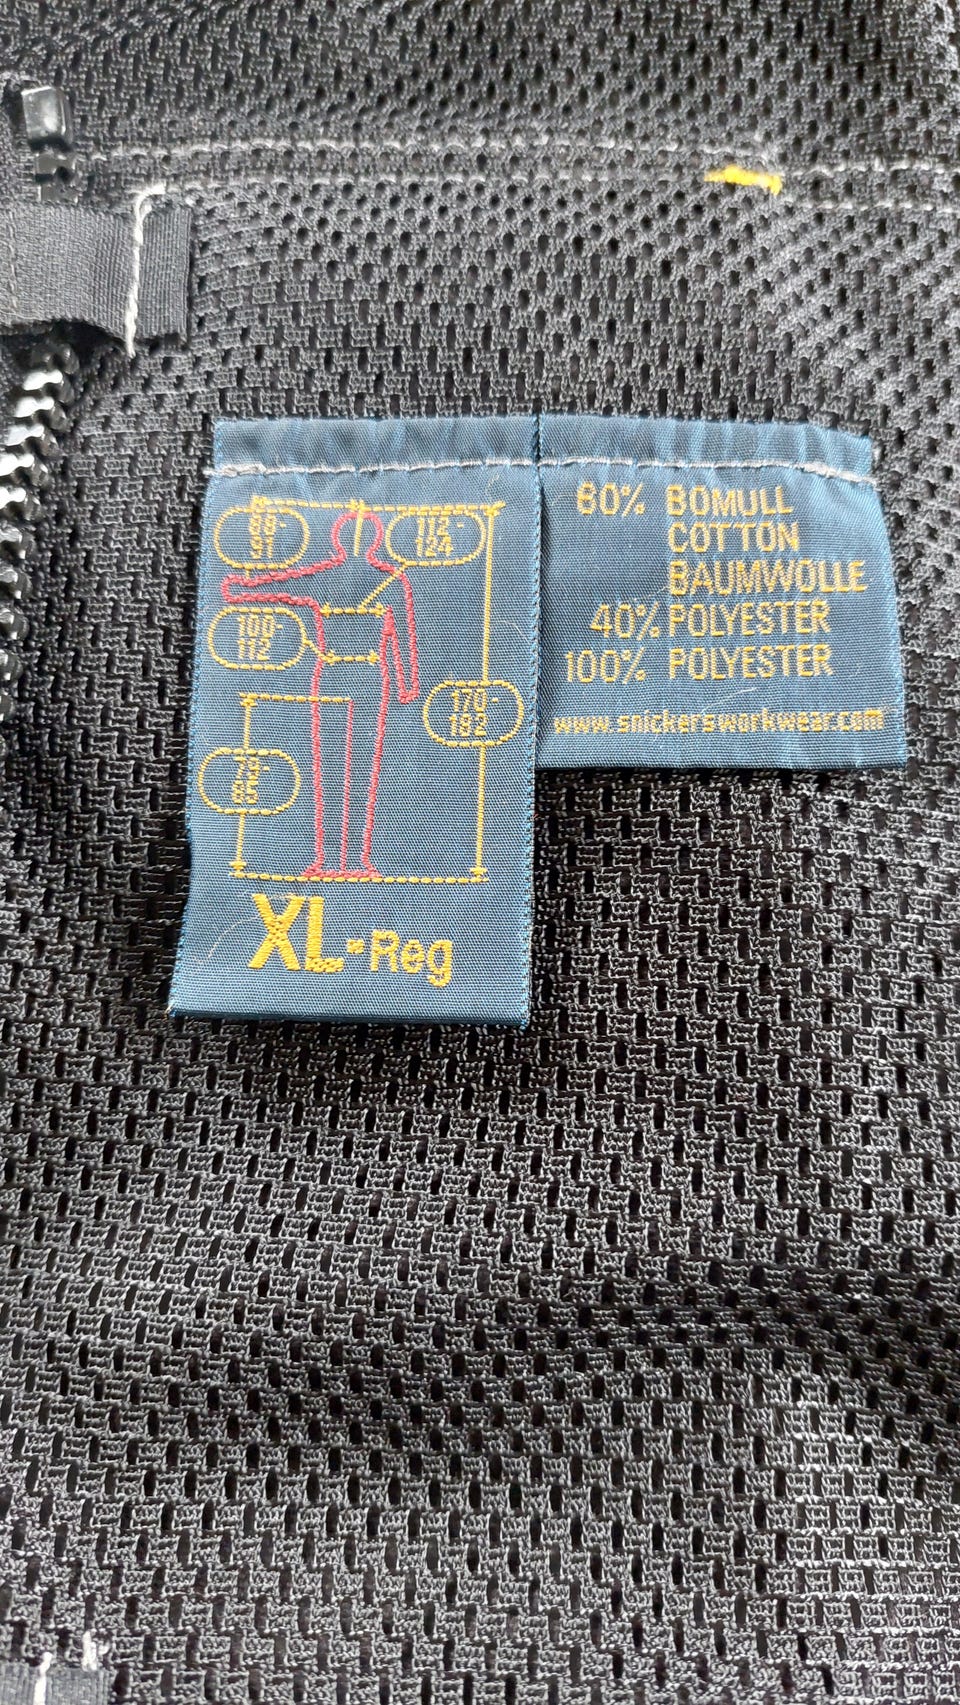 88-
91
112-
124
100-
112
170-
182
79-
85
XL-Reg
60% BOMULL
COTTON
BAUMWOLLE
40% POLYESTER
100% POLYESTER
www.snickersworkwear.com